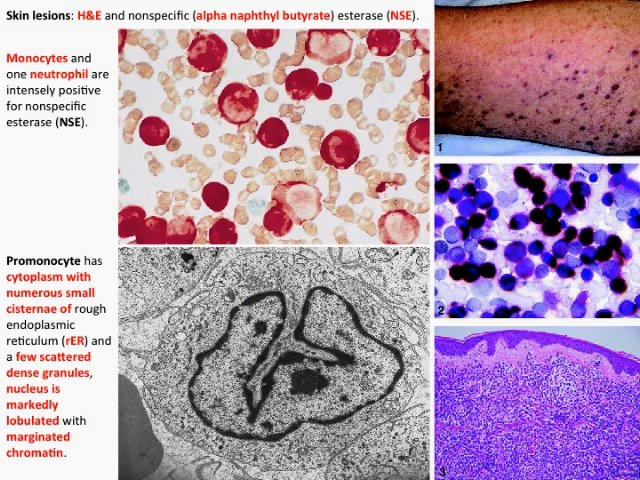 Skin lesions: H&E and nonspecific (alpha naphthyl butyrate) esterase (NSE).
Monocytes and
one neutrophil are
intensely positive
for nonspecific
esterase (NSE).
Promonocyte has
cytoplasm with
numerous small
cisternae of rough
endoplasmic
reticulum (rER) and
a few scattered
dense granules,
nucleus is
markedly
lobulated with
marginated
chromatin.
1
2
3